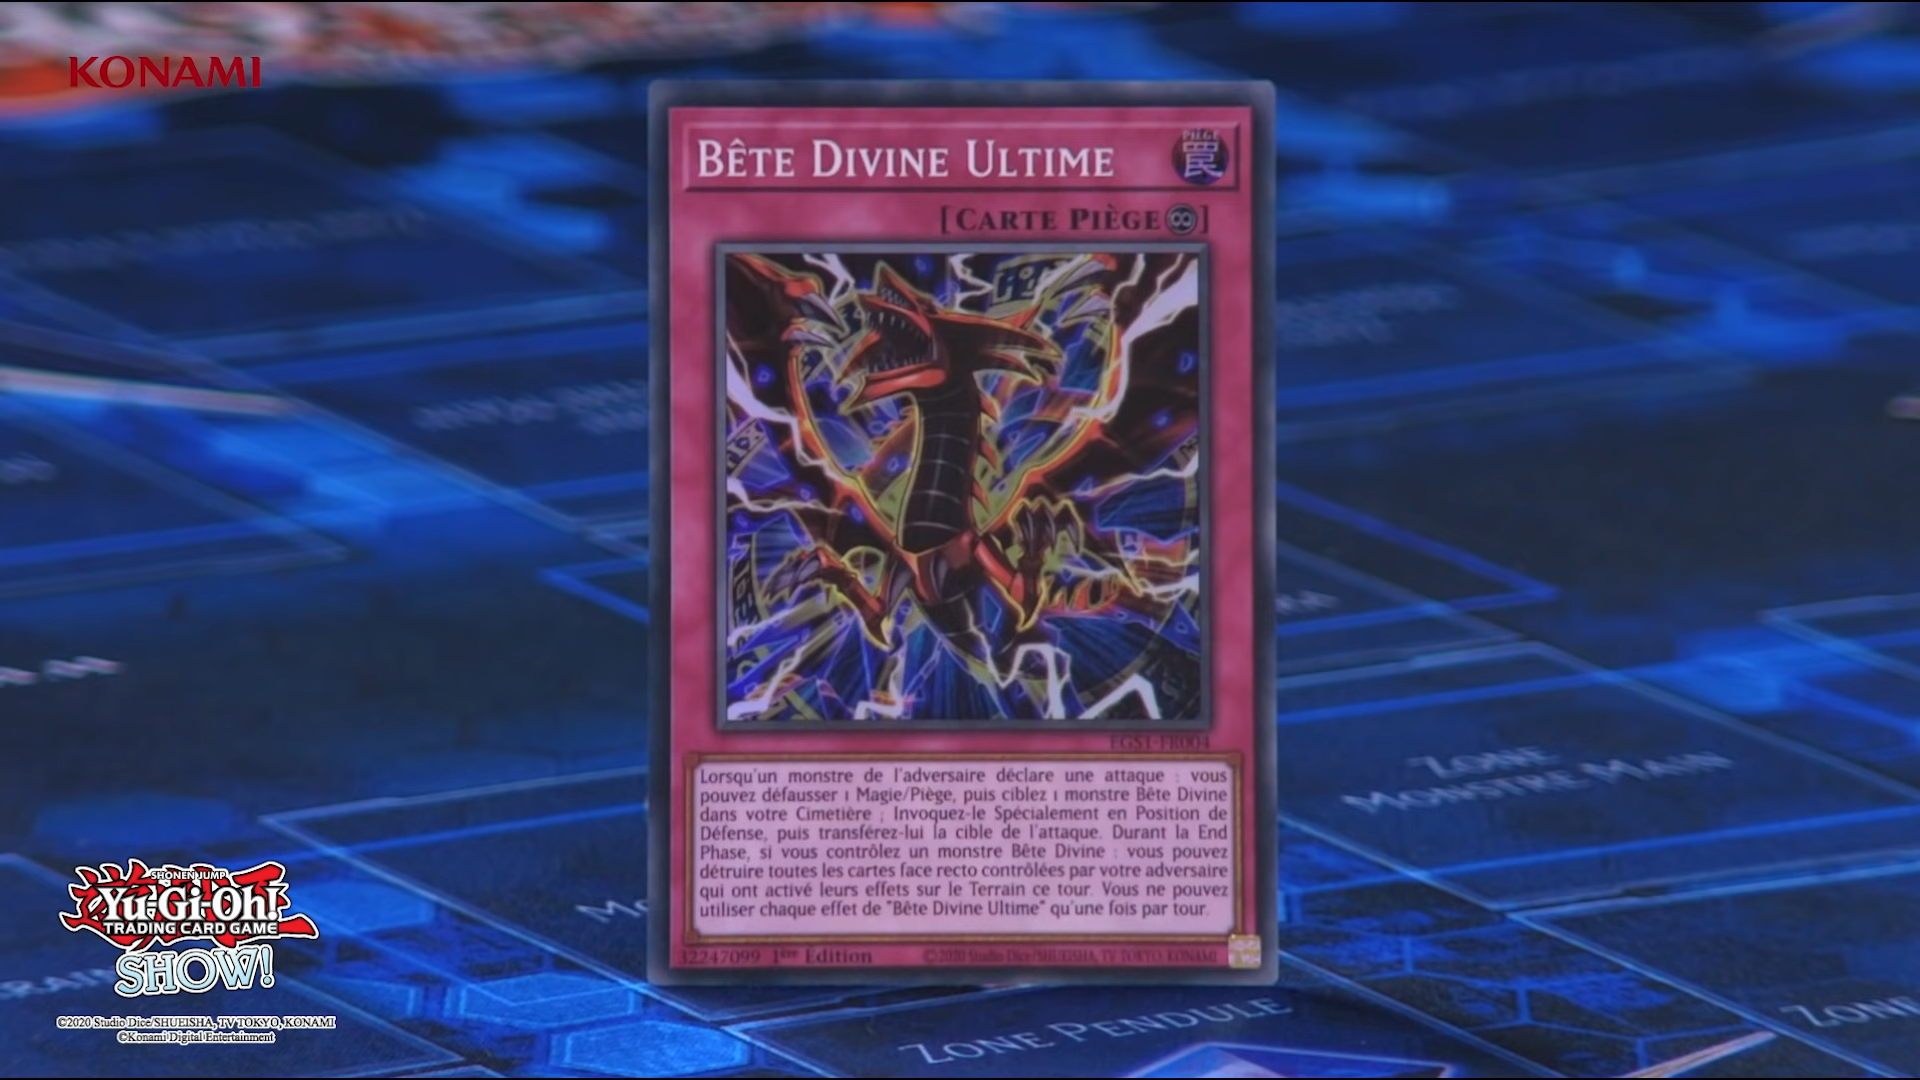 KONAMI
BÊTE DIVINE ULTIME
PIÈGE
罠
[CARTE PIÈGE]
EGS1-FR004
Lorsqu'un monstre de l'adversaire déclare une attaque : vous
pouvez défausser 1 Magie/Piège, puis ciblez 1 monstre Bête Divine
dans votre Cimetière ; Invoquez-le Spécialement en Position de
Défense, puis transférez-lui la cible de l'attaque. Durant la End
Phase, si vous contrôlez un monstre Bête Divine : vous pouvez
détruire toutes les cartes face recto contrôlées par votre adversaire
qui ont activé leurs effets sur le Terrain ce tour. Vous ne pouvez
utiliser chaque effet de "Bête Divine Ultime" qu'une fois par tour.
32247099 1ère Edition
©2020 Studio Dice/SHUEISHA, TV TOKYO, KONAMI
ZONE
MONSTRE MAIN
ZONE PENDULE
ZONE
SHONEN JUMP
Yu-Gi-Oh!
TRADING CARD GAME
SHOW!
©2020 Studio Dice/SHUEISHA, TV TOKYO, KONAMI
©Konami Digital Entertainment